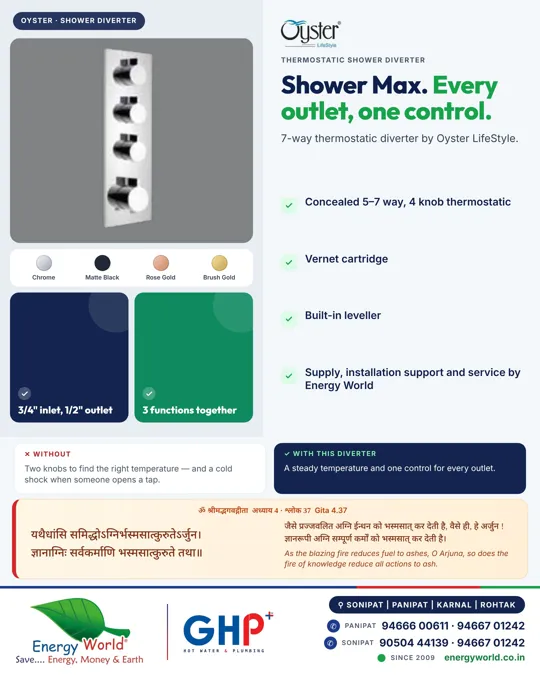 OYSTER · SHOWER DIVERTER
Oyster®
LifeStyle
THERMOSTATIC SHOWER DIVERTER
Shower Max. Every
outlet, one control.
7-way thermostatic diverter by Oyster LifeStyle.
Concealed 5–7 way, 4 knob thermostatic
Vernet cartridge
Built-in leveller
Supply, installation support and service by
Energy World
Chrome
Matte Black
Rose Gold
Brush Gold
3/4" inlet, 1/2" outlet
3 functions together
✕ WITHOUT
Two knobs to find the right temperature — and a cold
shock when someone opens a tap.
✓ WITH THIS DIVERTER
A steady temperature and one control for every outlet.
ॐ श्रीमद्भगवद्गीता अध्याय 4 · श्लोक 37 Gita 4.37
यथैधांसि समिद्धोऽग्निर्भस्मसात्कुरुतेऽर्जुन।
ज्ञानाग्निः सर्वकर्माणि भस्मसात्कुरुते तथा॥
जैसे प्रज्जवलित अग्नि ईन्धन को भस्मसात् कर देती है, वैसे ही, हे अर्जुन !
ज्ञानरूपी अग्नि सम्पूर्ण कर्मों को भस्मसात् कर देती है।
As the blazing fire reduces fuel to ashes, O Arjuna, so does the
fire of knowledge reduce all actions to ash.
Energy World
Save.... Energy, Money & Earth
GHP+
HOT WATER & PLUMBING
SONIPAT | PANIPAT | KARNAL | ROHTAK
PANIPAT 94666 00611 · 94667 01242
SONIPAT 90504 44139 · 94667 01242
SINCE 2009 energyworld.co.in